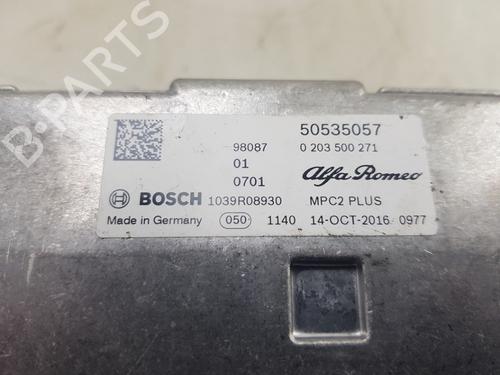 50535057
98087 0 203 500 271
01
0701 Alfa Romeo
BOSCH 1039R08930 MPC2 PLUS
Made in Germany 050 1140 14-OCT-2016 0977
B-PARTS